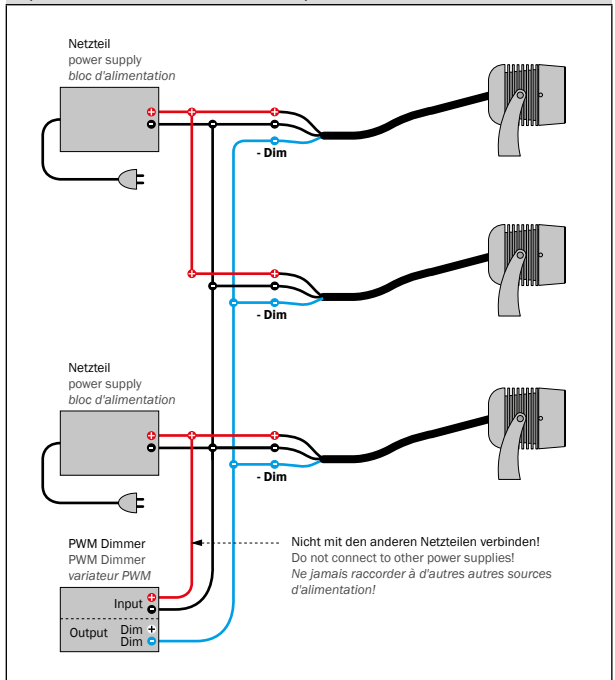 Netzteil
power supply
bloc d'alimentation
- Dim
- Dim
Netzteil
power supply
bloc d'alimentation
- Dim
PWM Dimmer
PWM Dimmer
variateur PWM
Nicht mit den anderen Netzteilen verbinden!
Do not connect to other power supplies!
Ne jamais raccorder à d'autres autres sources
d'alimentation!
Input
Output Dim
Dim